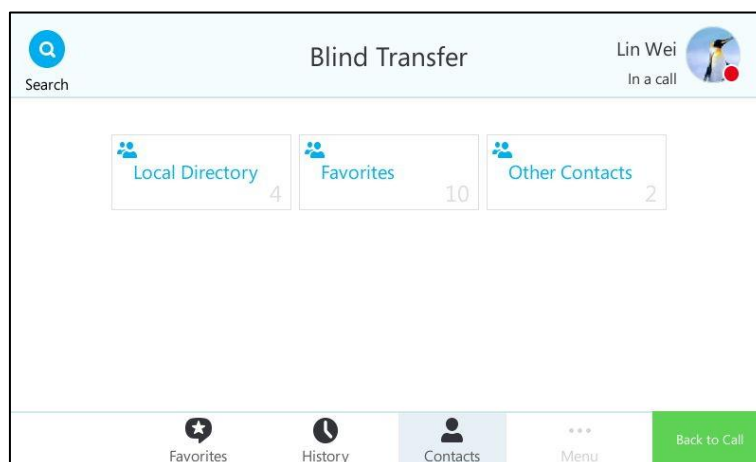 Search
Blind Transfer
Lin Wei
In a call
Local Directory
4
Favorites
10
Other Contacts
2
Favorites
History
Contacts
Menu
Back to Call